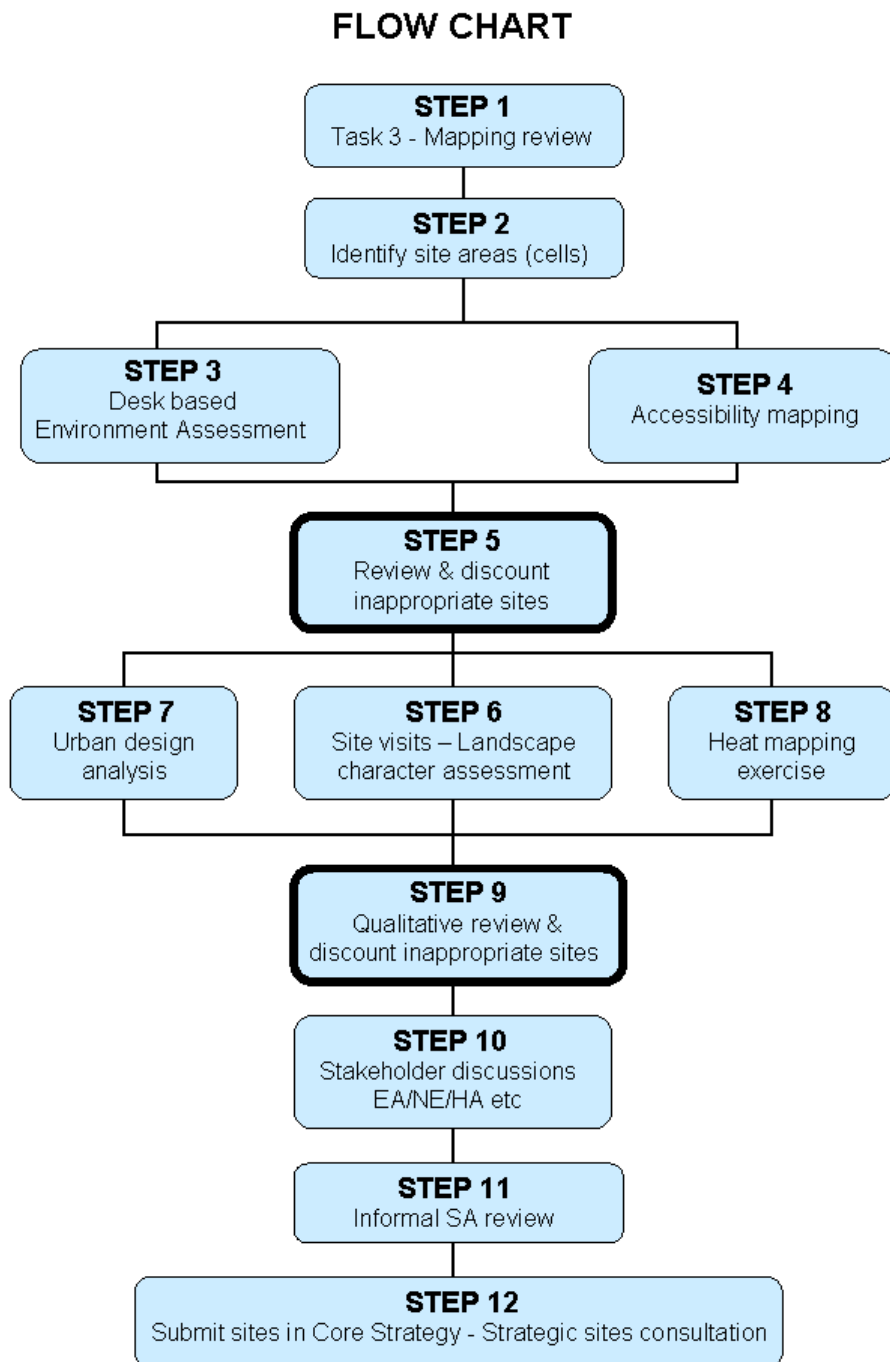 FLOW CHART
STEP 1
Task 3 - Mapping review
STEP 2
Identify site areas (cells)
STEP 3
Desk based
Environment Assessment
STEP 4
Accessibility mapping
STEP 5
Review & discount
inappropriate sites
STEP 7
Urban design
analysis
STEP 6
Site visits – Landscape
character assessment
STEP 8
Heat mapping
exercise
STEP 9
Qualitative review &
discount inappropriate sites
STEP 10
Stakeholder discussions
EA/NE/HA etc
STEP 11
Informal SA review
STEP 12
Submit sites in Core Strategy - Strategic sites consultation